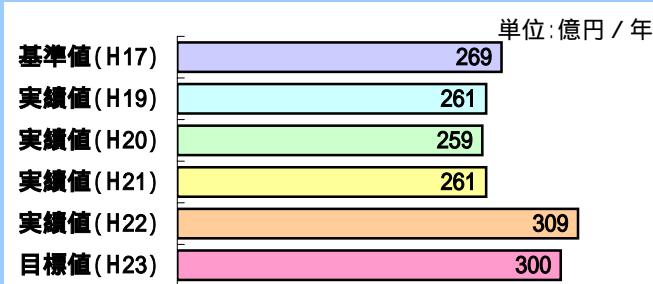 単位:億円 / 年
基準値(H17) 269
実績値(H19) 261
実績値(H20) 259
実績値(H21) 261
実績値(H22) 309
目標値(H23) 300